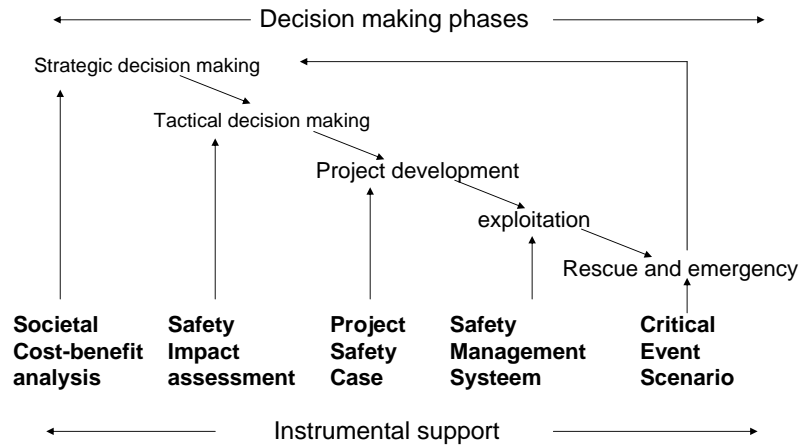 Decision making phases
Strategic decision making
Tactical decision making
Project development
exploitation
Rescue and emergency
Societal
Cost-benefit
analysis
Safety
Impact
assessment
Project
Safety
Case
Safety
Management
Systeem
Critical
Event
Scenario
Instrumental support